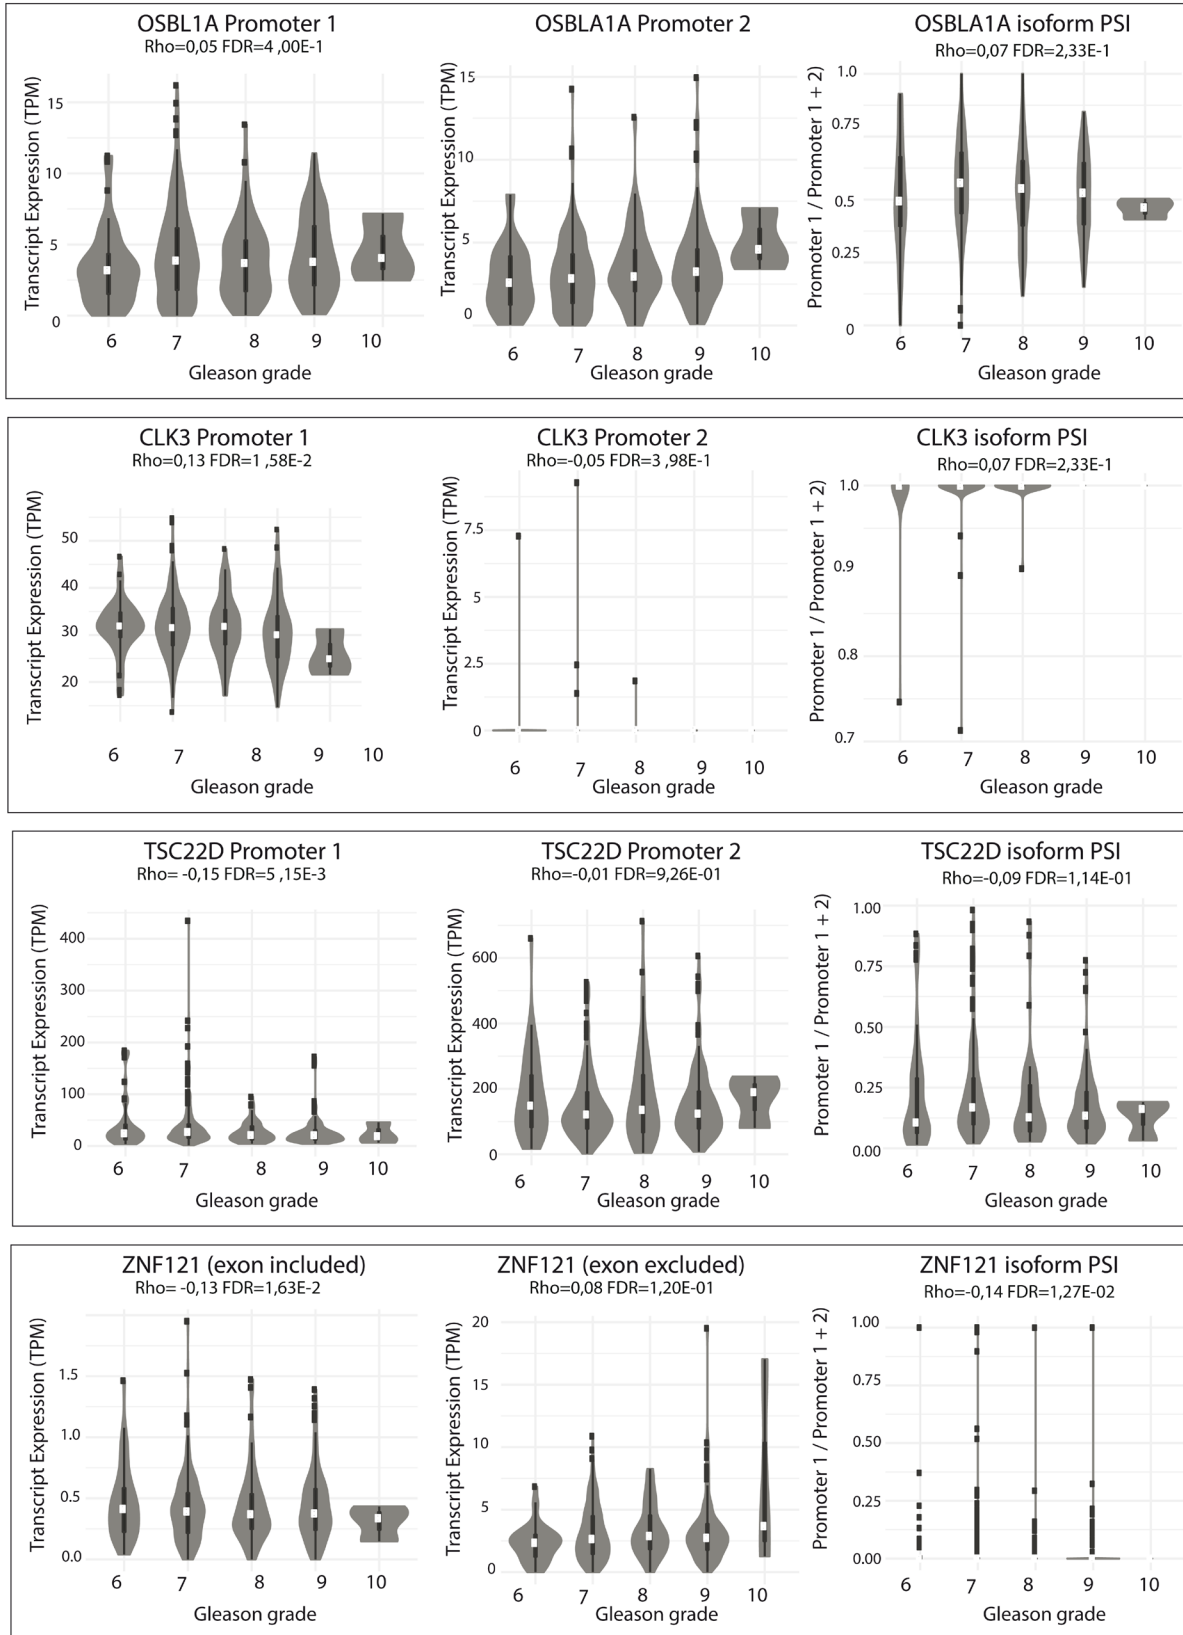 OSBL1A Promoter 1
Rho=0,05 FDR=4 ,00E-1
Transcript Expression (TPM)
15
10
5
0
6 7 8 9 10
Gleason grade
OSBLA1A Promoter 2
Transcript Expression (TPM)
15
10
5
0
6 7 8 9 10
Gleason grade
OSBLA1A isoform PSI
Rho=0,07 FDR=2,33E-1
Promoter 1 / Promoter 1 + 2)
1.0
0.75
0.5
0.25
0
6 7 8 9 10
Gleason grade
CLK3 Promoter 1
Rho=0,13 FDR=1 ,58E-2
Transcript Expression (TPM)
50
40
30
20
6 7 8 9 10
Gleason grade
CLK3 Promoter 2
Rho=-0,05 FDR=3 ,98E-1
Transcript Expression (TPM)
7.5
5
2.5
0
6 7 8 9 10
Gleason grade
CLK3 isoform PSI
Rho=0,07 FDR=2,33E-1
Promoter 1 / Promoter 1 + 2)
1.0
0.9
0.8
0.7
6 7 8 9 10
Gleason grade
TSC22D Promoter 1
Rho= -0,15 FDR=5 ,15E-3
Transcript Expression (TPM)
400
300
200
100
0
6 7 8 9 10
Gleason grade
TSC22D Promoter 2
Rho=-0,01 FDR=9,26E-01
Transcript Expression (TPM)
600
400
200
0
6 7 8 9 10
Gleason grade
TSC22D isoform PSI
Rho=-0,09 FDR=1,14E-01
Promoter 1 / Promoter 1 + 2)
1.00
0.75
0.50
0.25
0.00
6 7 8 9 10
Gleason grade
ZNF121 (exon included)
Rho= -0,13 FDR=1,63E-2
Transcript Expression (TPM)
1.5
1.0
0.5
0.0
6 7 8 9 10
Gleason grade
ZNF121 (exon excluded)
Rho=0,08 FDR=1,20E-01
Transcript Expression (TPM)
20
15
10
5
0
6 7 8 9 10
Gleason grade
ZNF121 isoform PSI
Rho=-0,14 FDR=1,27E-02
Promoter 1 / Promoter 1 + 2)
1.00
0.75
0.50
0.25
0.00
6 7 8 9 10
Gleason grade